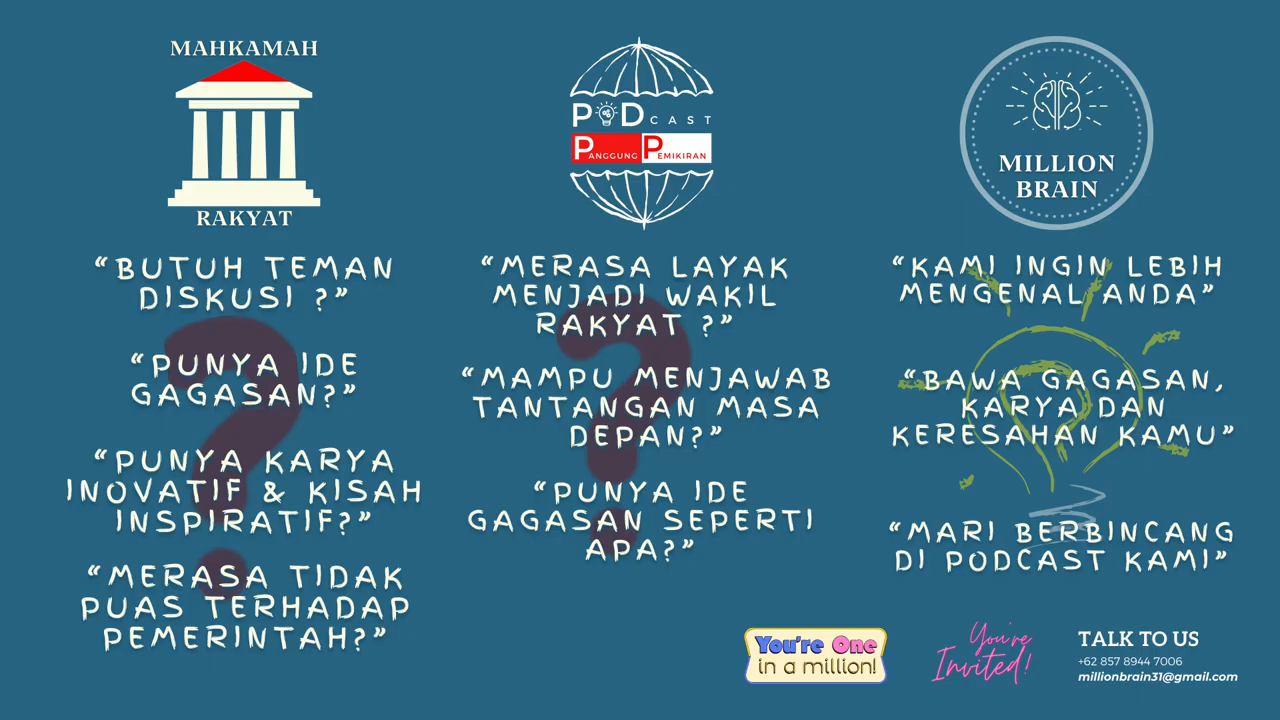 MAHKAMAH
RAKYAT
“BUTUH TEMAN
DISKUSI ?”
“PUNYA IDE
GAGASAN?”
“PUNYA KARYA
INOVATIF & KISAH
INSPIRATIF?”
“MERASA TIDAK
PUAS TERHADAP
PEMERINTAH?”
PODCAST
PANGGUNG PEMIKIRAN
“MERASA LAYAK
MENJADI WAKIL
RAKYAT ?”
“MAMPU MENJAWAB
TANTANGAN MASA
DEPAN?”
“PUNYA IDE
GAGASAN SEPERTI
APA?”
MILLION
BRAIN
“KAMI INGIN LEBIH
MENGENAL ANDA”
“BAWA GAGASAN,
KARYA DAN
KERESAHAN KAMU”
“MARI BERBINCANG
DI PODCAST KAMI”
You're One
in a million!
You're
Invited!
TALK TO US
+62 857 8944 7006
millionbrain31@gmail.com